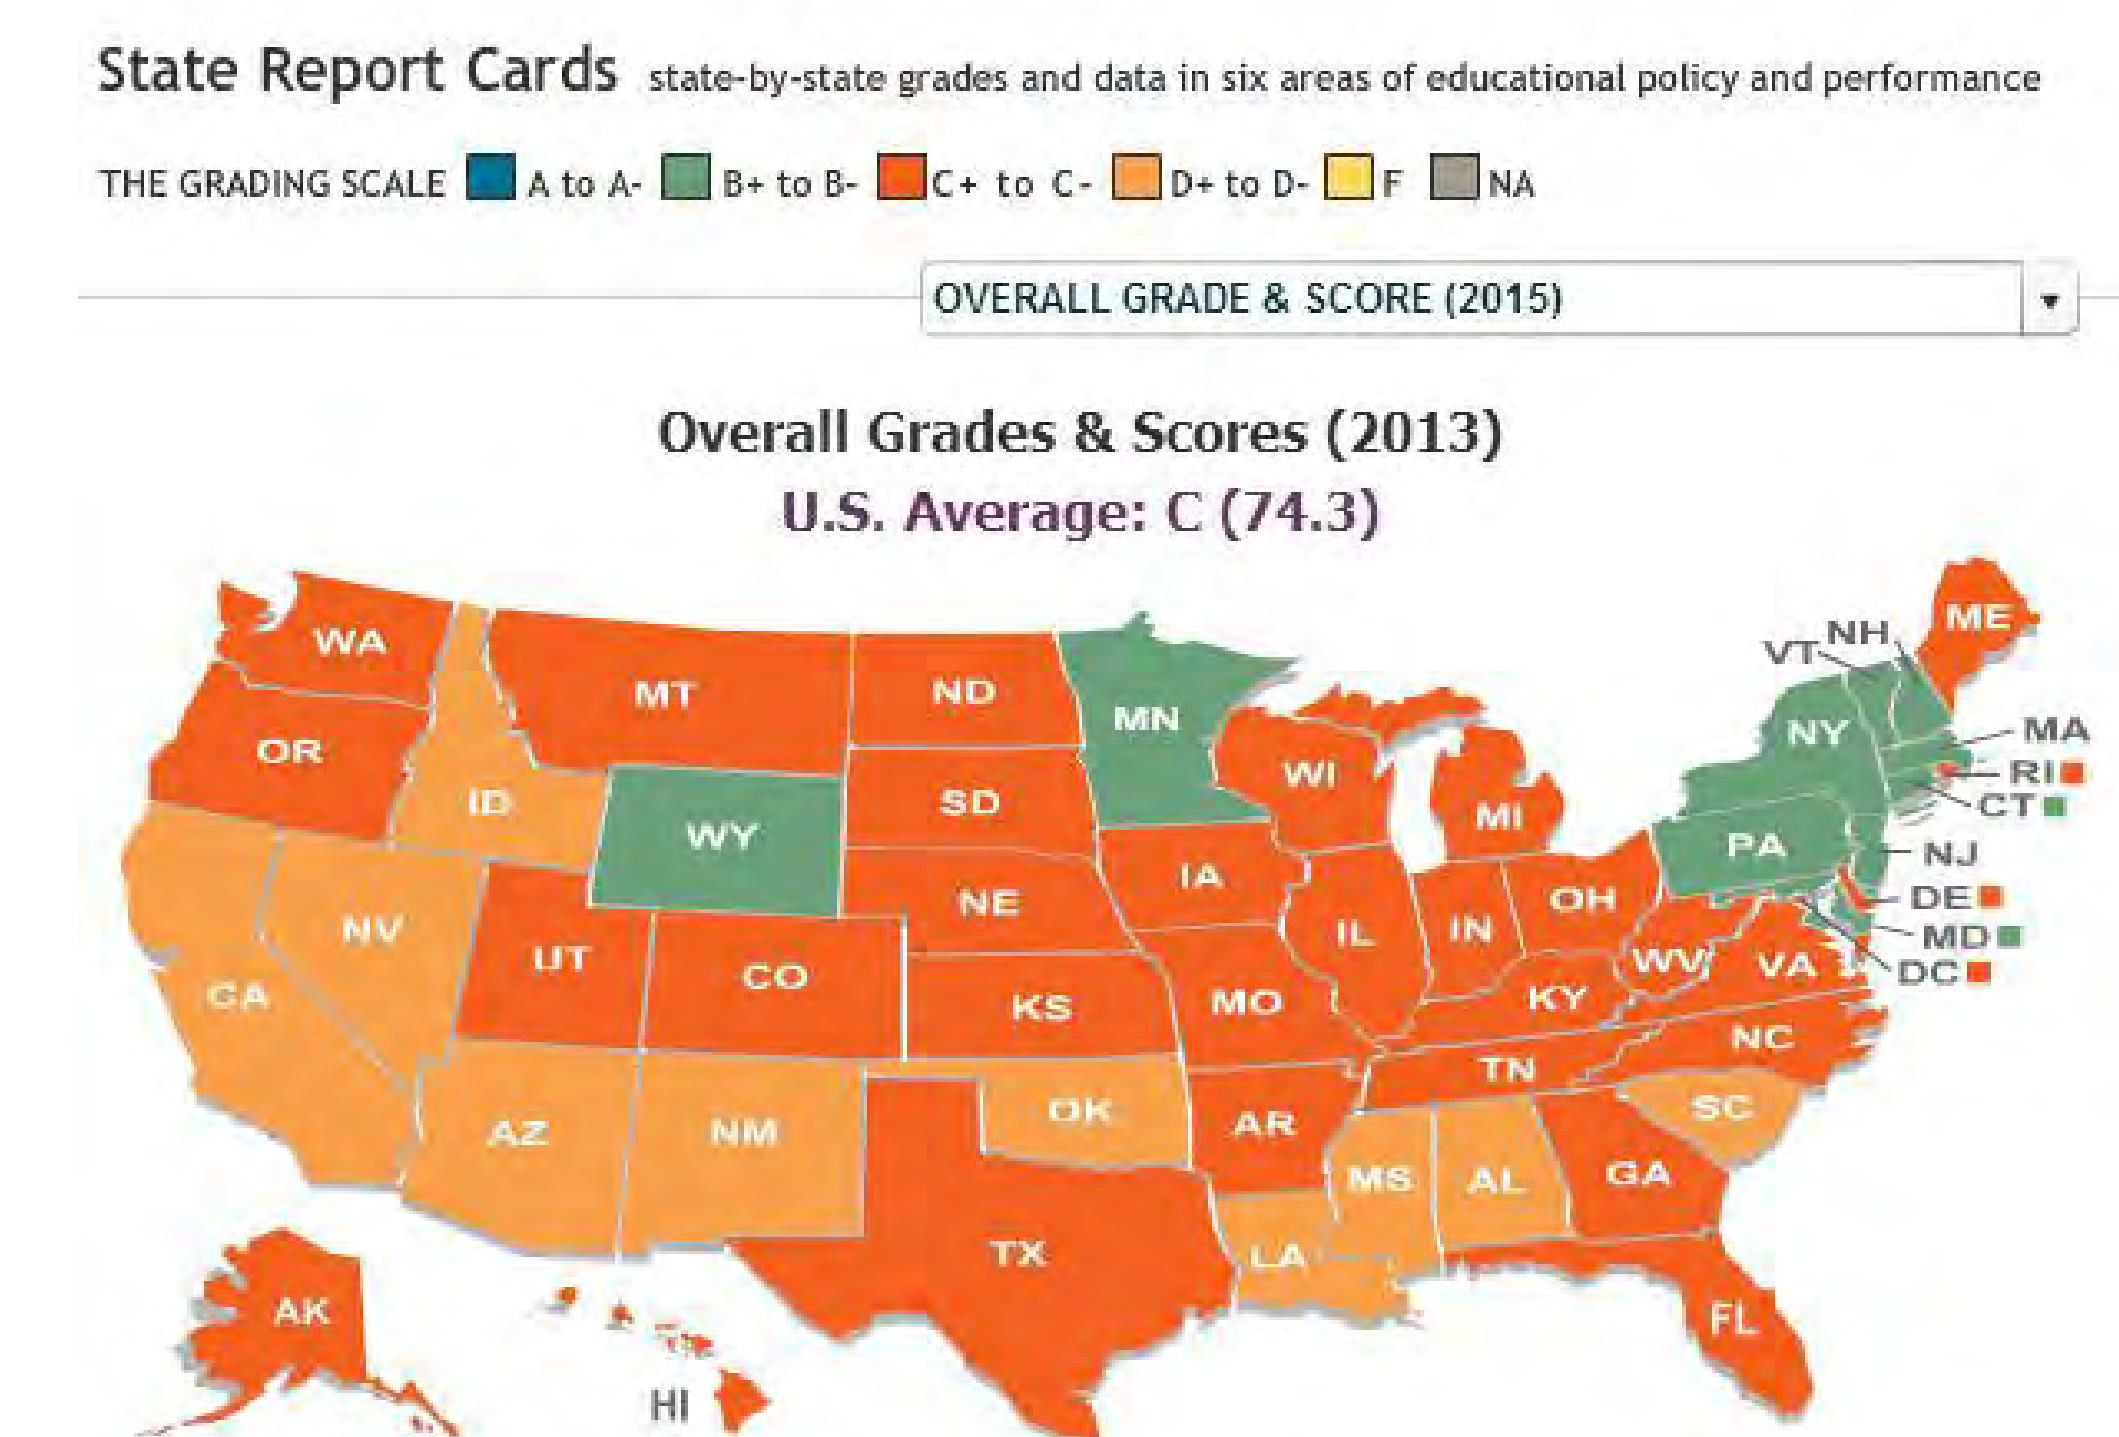 State Report Cards state-by-state grades and data in six areas of educational policy and performance
THE GRADING SCALE A to A- B+ to B- C+ to C- D+ to D- F NA
OVERALL GRADE & SCORE (2015)
Overall Grades & Scores (2013)
U.S. Average: C (74.3)
ME
NH
VT
WA
MT
ND
MN
NY
MA
OR
WI
RI
ID
SD
MI
CT
WY
PA
NJ
IA
NE
OH
DE
NV
UT
IL
IN
MD
CO
WV
VA
DC
GA
KS
MO
KY
NC
TN
AZ
NM
OK
AR
SC
MS
AL
GA
TX
LA
AK
FL
HI